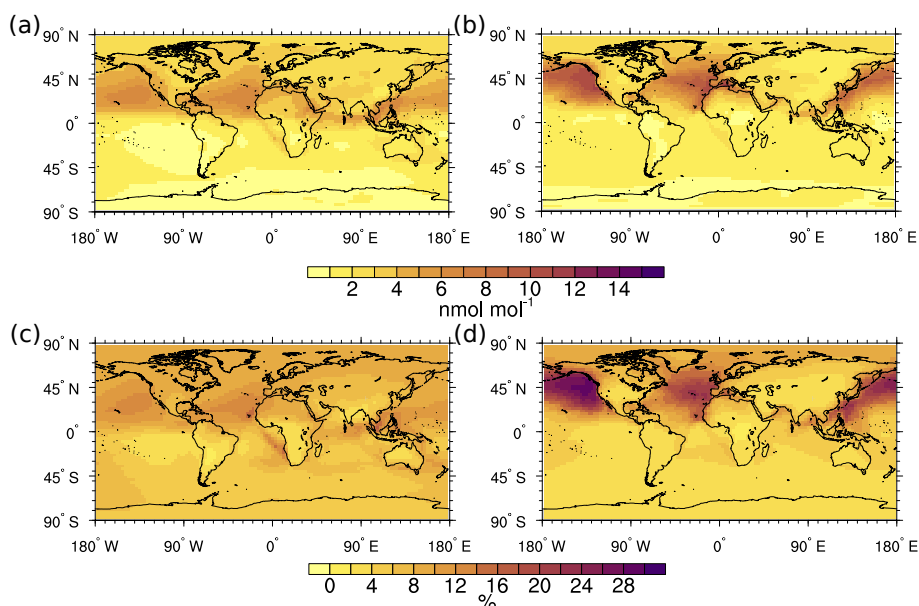 (a) (b)
90° N 90° N
45° N 45° N
0° 0°
45° S 45° S
90° S 90° S
180° W 90° W 0° 90° E 180° E 180° W 90° W 0° 90° E 180° E
2 4 6 8 10 12 14
nmol mol⁻¹
(c) (d)
90° N 90° N
45° N 45° N
0° 0°
45° S 45° S
90° S 90° S
180° W 90° W 0° 90° E 180° E 180° W 90° W 0° 90° E 180° E
0 4 8 12 16 20 24 28
%